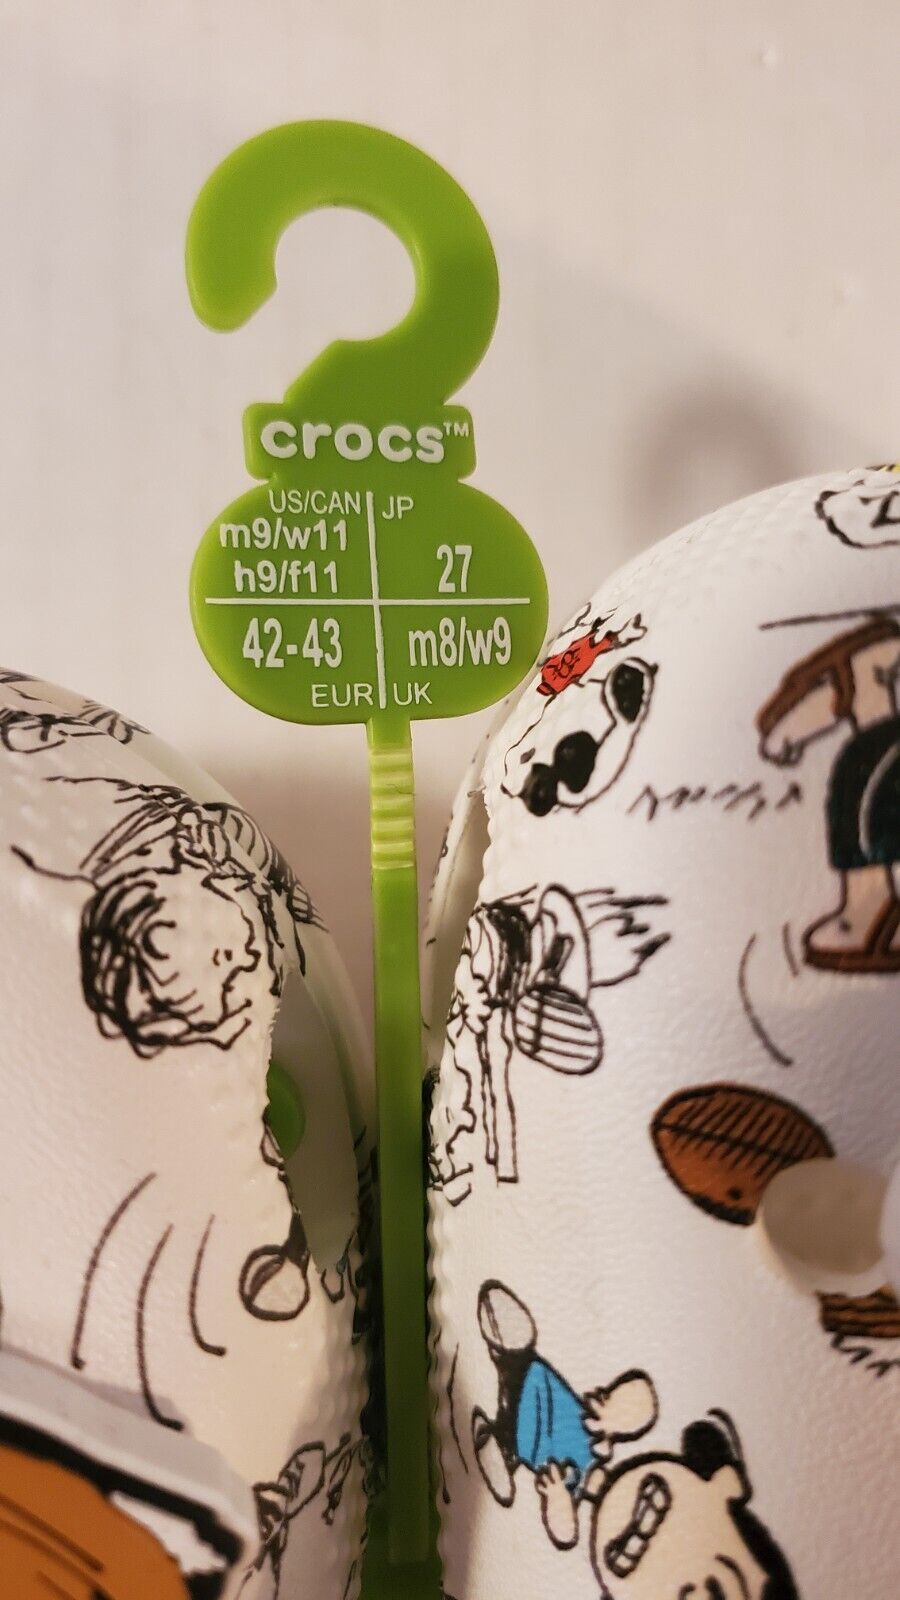 crocs™
US/CAN JP
m9/w11
h9/f11 27
42-43 m8/w9
EUR UK